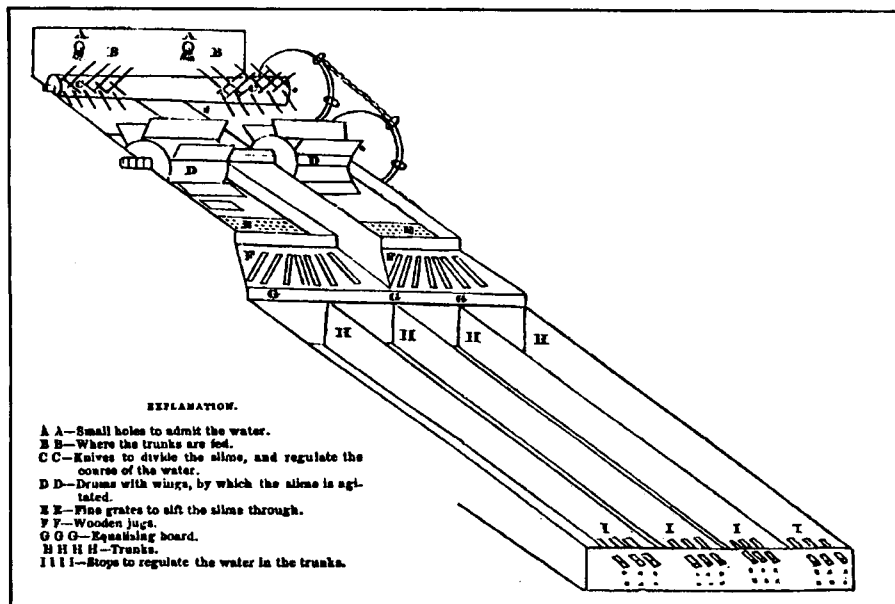 A A
B B
C C
D D
E E
F F
G G G
H H H H
I I I I
EXPLANATION.
A A—Small holes to admit the water.
B B—Where the trunks are fed.
C C—Knives to divide the slime, and regulate the
course of the water.
D D—Drums with wings, by which the slime is agi-
tated.
E E—Fine grates to sift the slime through.
F F—Wooden jugs.
G G G—Equalising board.
H H H H—Trunks.
I I I I—Stops to regulate the water in the trunks.